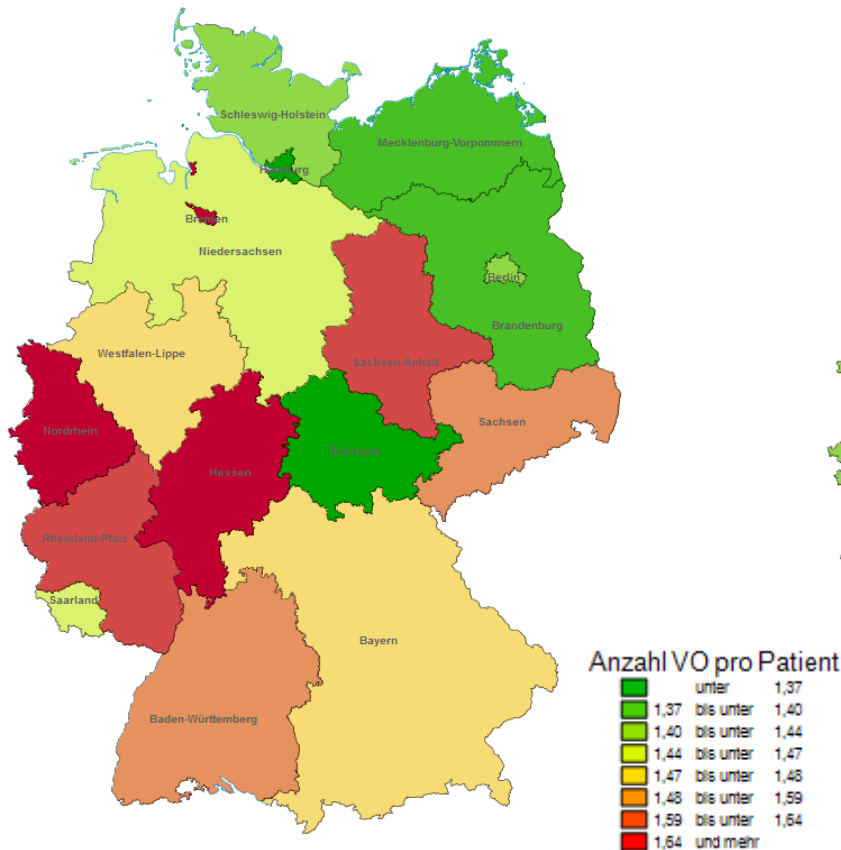 Schleswig-Holstein
Mecklenburg-Vorpommern
Hamburg
Bremen
Niedersachsen
Berlin
Brandenburg
Westfalen-Lippe
Sachsen-Anhalt
Sachsen
Nordrhein
Thüringen
Hessen
Rheinland-Pfalz
Saarland
Bayern
Baden-Württemberg
Anzahl VO pro Patient
unter 1,37
1,37 bis unter 1,40
1,40 bis unter 1,44
1,44 bis unter 1,47
1,47 bis unter 1,48
1,48 bis unter 1,59
1,59 bis unter 1,64
1,64 und mehr